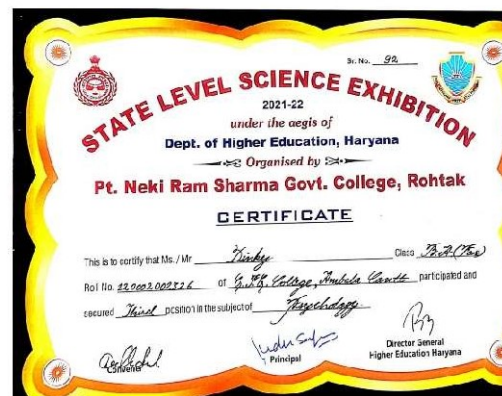 Sr. No. 92
STATE LEVEL SCIENCE EXHIBITION
2021-22
under the aegis of
Dept. of Higher Education, Haryana
Organised by
Pt. Neki Ram Sharma Govt. College, Rohtak
CERTIFICATE
This is to certify that Ms. / Mr Class B.A
Roll No. of College, Ambala Cantt participated and
secured Third position in the subject of Psychology
Convener
Principal
Director General
Higher Education Haryana